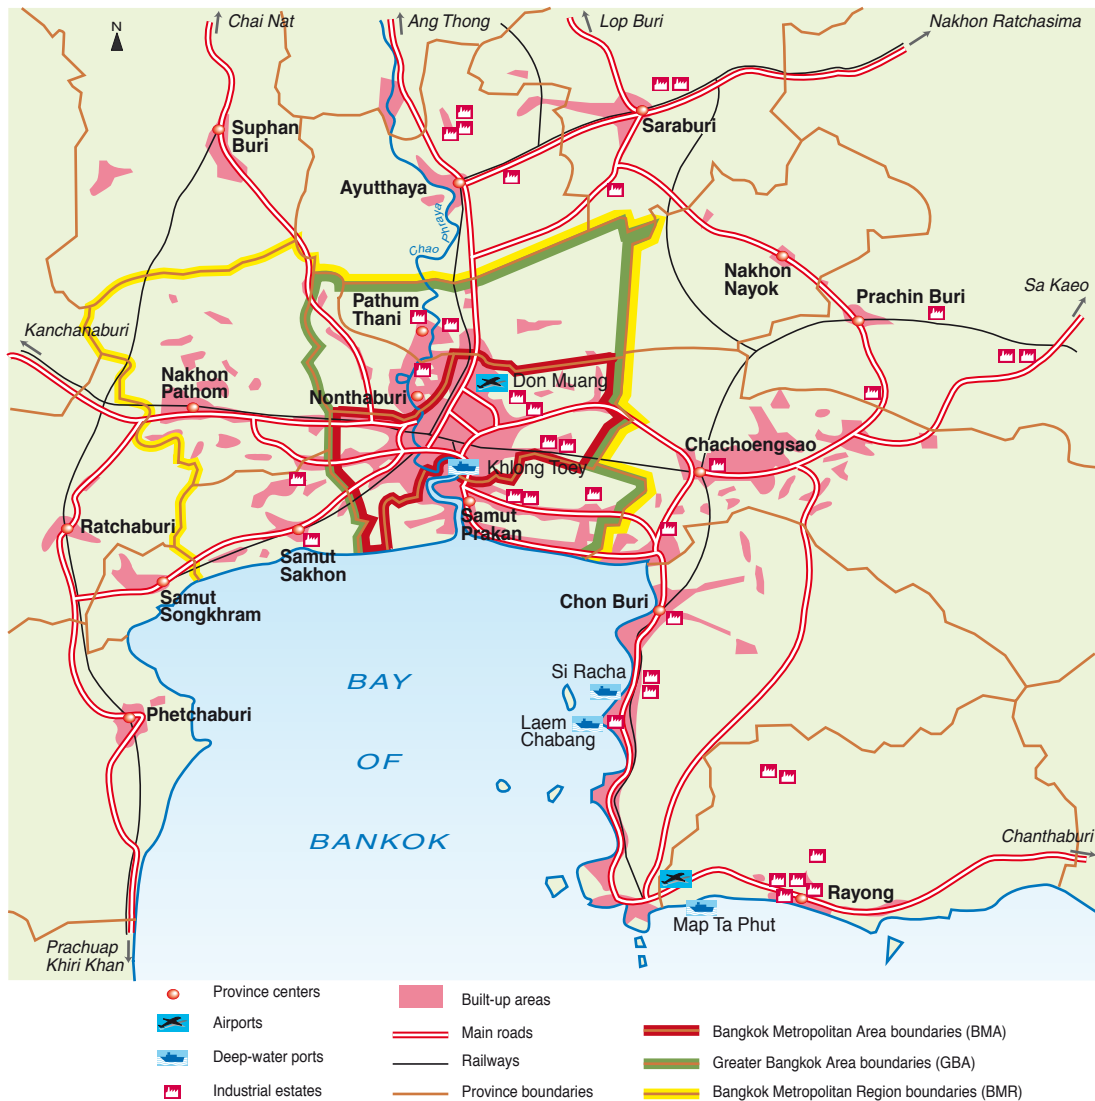 Chai Nat
Ang Thong
Lop Buri
Nakhon Ratchasima
N
Suphan
Buri
Saraburi
Ayutthaya
Chao
Phraya
Nakhon
Nayok
Prachin Buri
Sa Kaeo
Pathum
Thani
Kanchanaburi
Nakhon
Pathom
Nonthaburi
Don Muang
Chachoengsao
Khlong Toey
Samut
Prakan
Ratchaburi
Samut
Sakhon
Samut
Songkhram
Chon Buri
Si Racha
Laem
Chabang
Phetchaburi
BAY
OF
BANKOK
Chanthaburi
Rayong
Map Ta Phut
Prachuap
Khiri Khan
Province centers
Airports
Deep-water ports
Industrial estates
Built-up areas
Main roads
Railways
Province boundaries
Bangkok Metropolitan Area boundaries (BMA)
Greater Bangkok Area boundaries (GBA)
Bangkok Metropolitan Region boundaries (BMR)